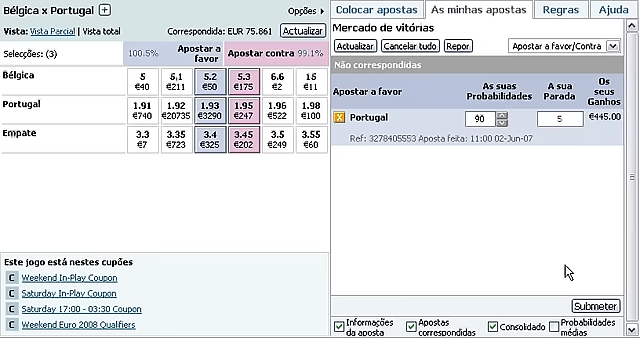 Bélgica x Portugal +
Opções
Vista: Vista Parcial | Vista total
Correspondida: EUR 75.861
Actualizar
Selecções: (3)
100.5%
Apostar a
favor
Apostar contra
99.1%
Bélgica
5 5.1 5.2 5.3 6.6 15
€40 €211 €50 €175 €2 €11
Portugal
1.91 1.92 1.93 1.95 1.96 1.98
€740 €20735 €3290 €247 €522 €100
Empate
3.3 3.35 3.4 3.45 3.5 3.55
€7 €723 €325 €202 €249 €60
Este jogo está nestes cupões
C Weekend In-Play Coupon
C Saturday In-Play Coupon
C Saturday 17:00 - 03:30 Coupon
C Weekend Euro 2008 Qualifiers
Colocar apostas
As minhas apostas
Regras
Ajuda
Mercado de vitórias
Actualizar
Cancelar tudo
Repor
Apostar a favor/Contra
Não correspondidas
Apostar a favor
As suas
Probabilidades
A sua
Parada
Os
seus
Ganhos
X Portugal
90
5
€445.00
Ref: 3278405553 Aposta feita: 11:00 02-Jun-07
Submeter
Informações
da aposta
Apostas
correspondidas
Consolidado
Probabilidades
médias